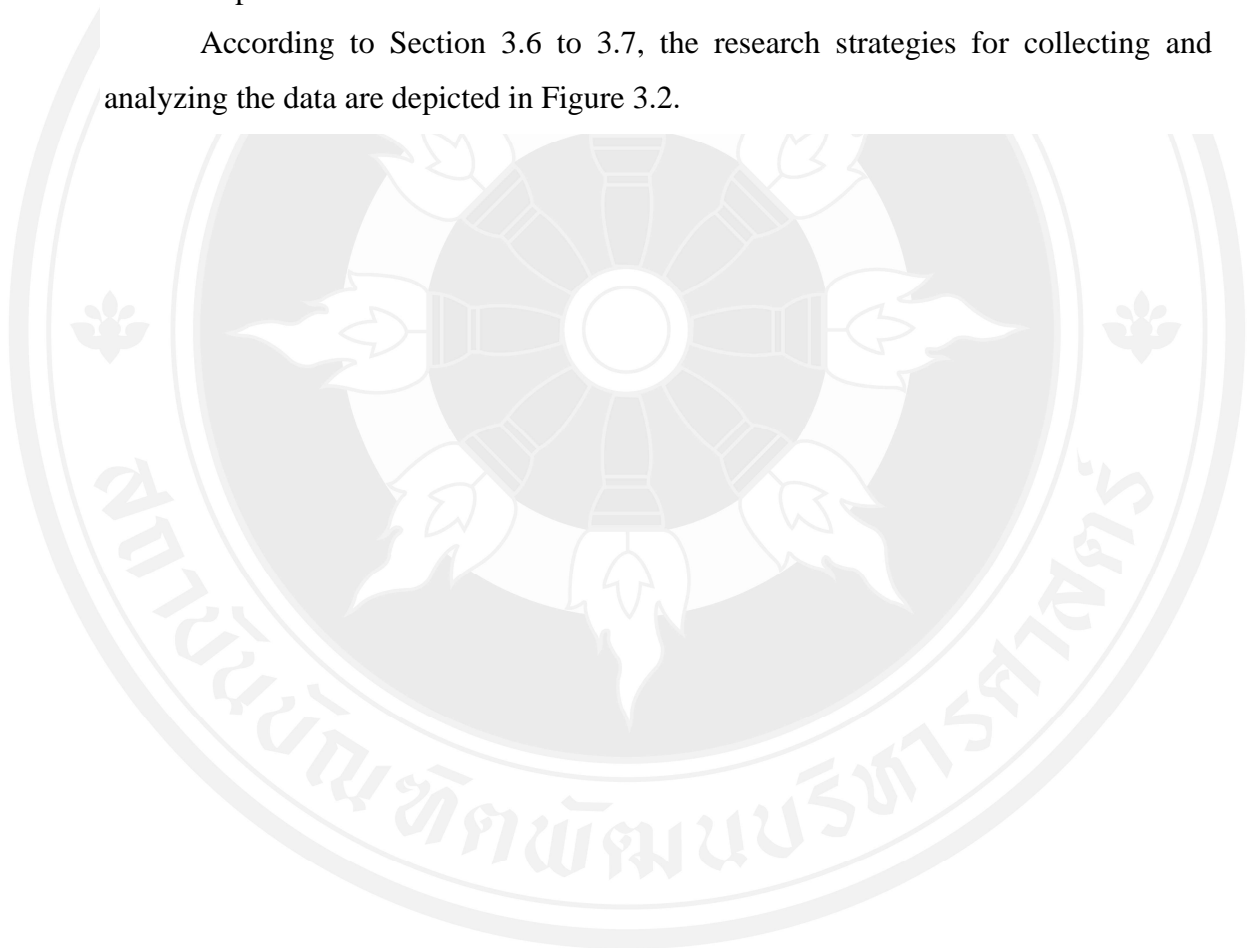 According to Section 3.6 to 3.7, the research strategies for collecting and
analyzing the data are depicted in Figure 3.2.
สถาบันบัณฑิตพัฒนบริหารศาสตร์